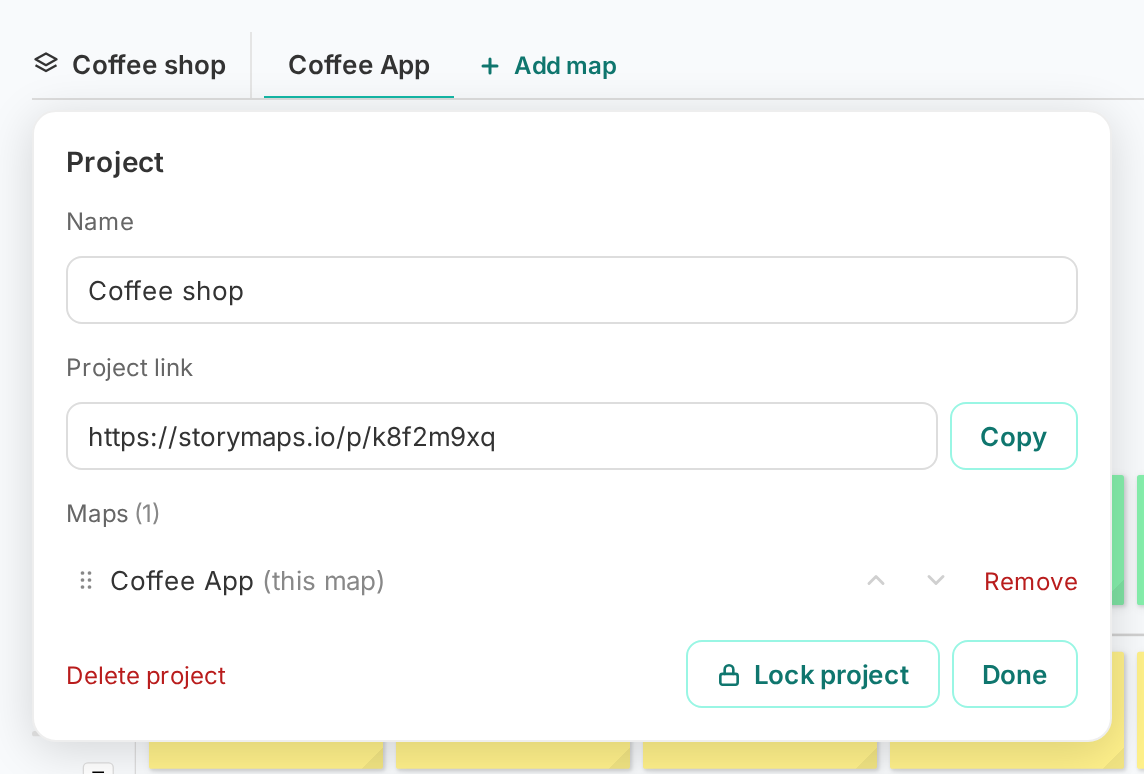 Coffee shop Coffee App + Add map
Project
Name
Coffee shop
Project link
https://storymaps.io/p/k8f2m9xq Copy
Maps (1)
Coffee App (this map) Remove
Delete project Lock project Done